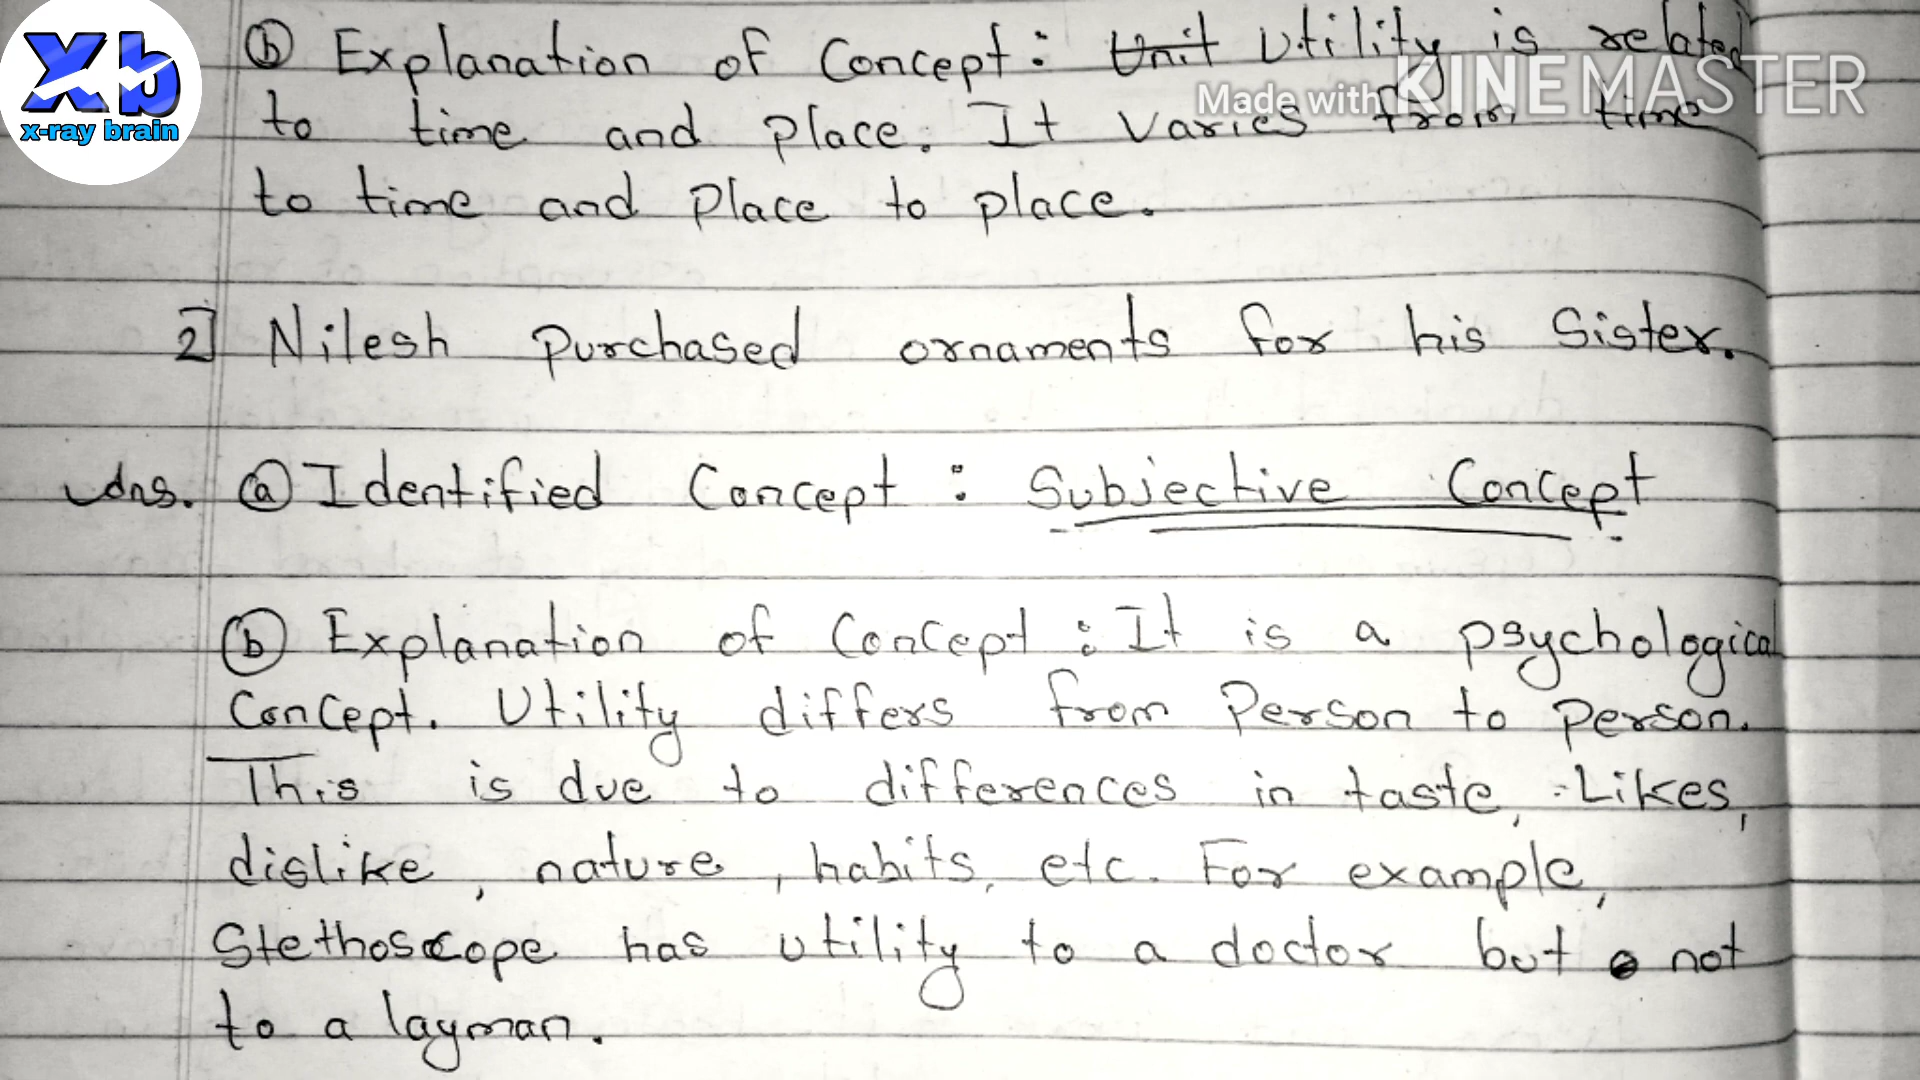 Xb
x-ray brain
Made with KINEMASTER
ⓑ Explanation of Concept : Unit Utility is related
to time and place. It varies from time
to time and Place to place.
2] Nilesh Purchased ornaments for his Sister.
Ans. ⓐ Identified Concept : Subjective Concept
ⓑ Explanation of Concept : It is a psychological
Concept. Utility differs from Person to person.
This is due to differences in taste, Likes,
dislike, nature, habits, etc. For example,
Stethoscope has utility to a doctor but not
to a layman.